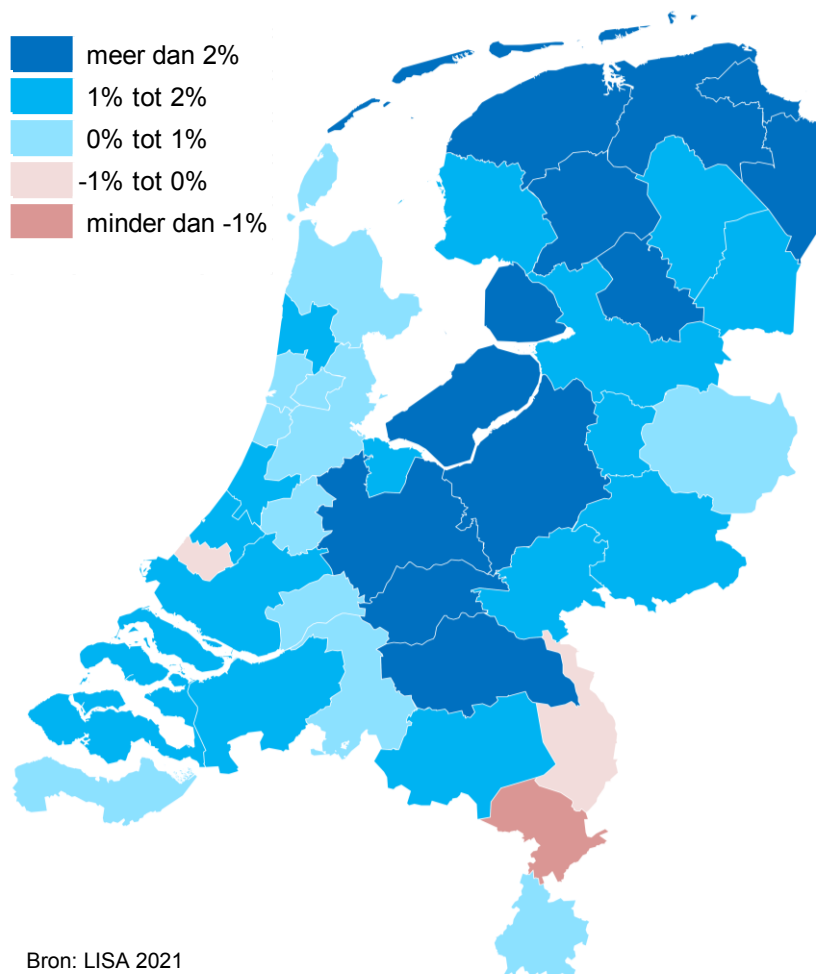 meer dan 2%
1% tot 2%
0% tot 1%
-1% tot 0%
minder dan -1%
Bron: LISA 2021